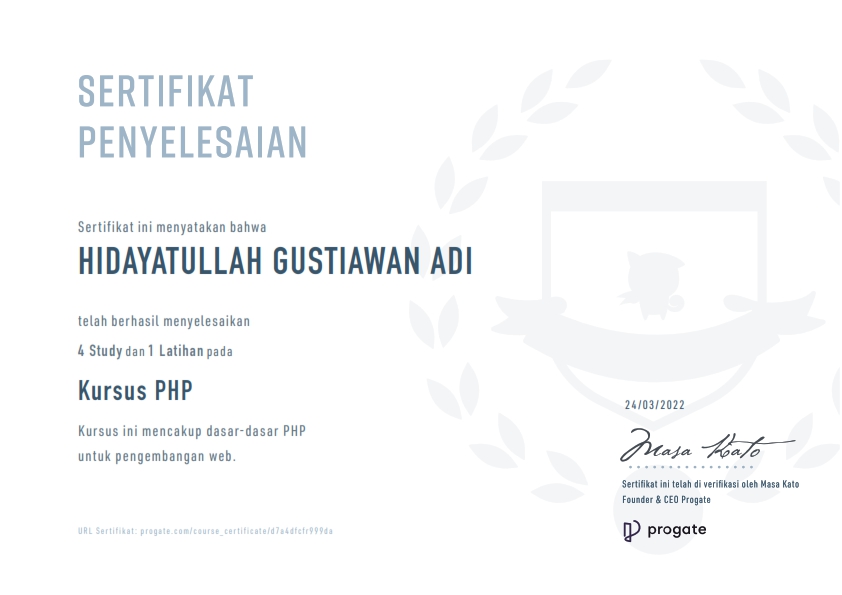 SERTIFIKAT
PENYELESAIAN
Sertifikat ini menyatakan bahwa
HIDAYATULLAH GUSTIAWAN ADI
telah berhasil menyelesaikan
4 Study dan 1 Latihan pada
Kursus PHP
Kursus ini mencakup dasar-dasar PHP
untuk pengembangan web.
24/03/2022
Masa Kato
Sertifikat ini telah di verifikasi oleh Masa Kato
Founder & CEO Progate
progate
URL Sertifikat: progate.com/course_certificate/d7a4dfcfr999da